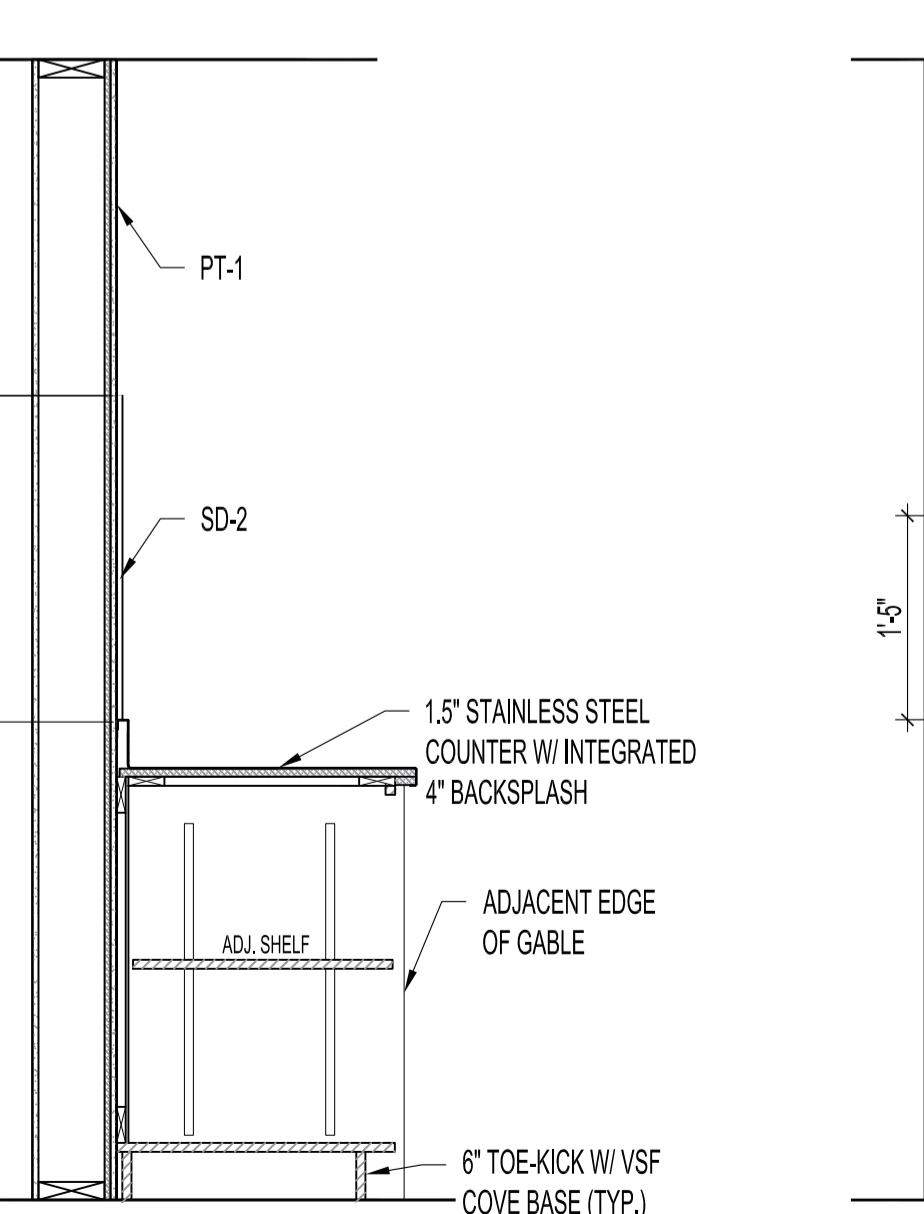 PT-1
SD-2
1'-5"
1.5" STAINLESS STEEL
COUNTER W/ INTEGRATED
4" BACKSPLASH
ADJACENT EDGE
OF GABLE
ADJ. SHELF
6" TOE-KICK W/ VSF
COVE BASE (TYP.)